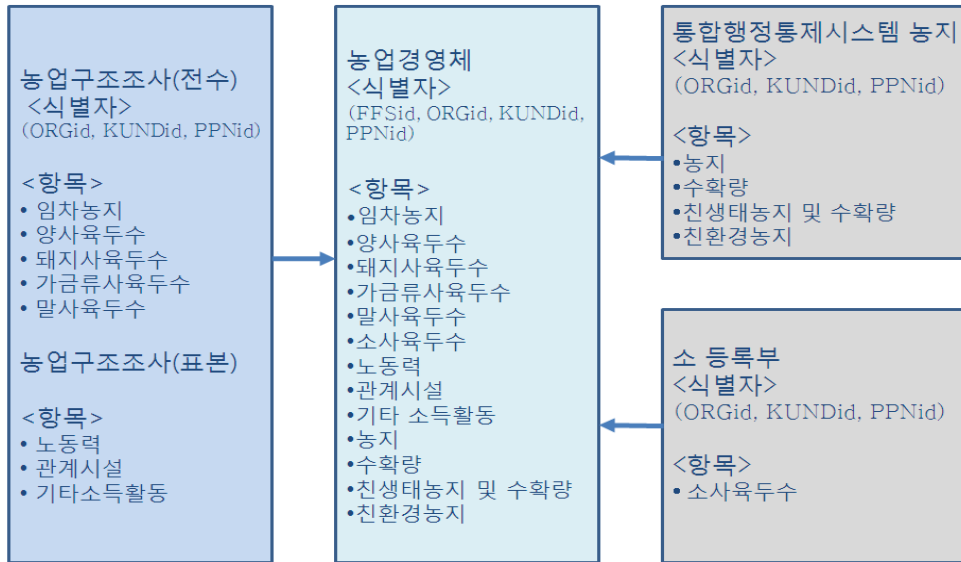 농업구조조사(전수)
<식별자>
(ORGid, KUNDid, PPNid)
<항목>
• 임차농지
• 양사육두수
• 돼지사육두수
• 가금류사육두수
• 말사육두수
농업구조조사(표본)
<항목>
• 노동력
• 관계시설
• 기타소득활동
농업경영체
<식별자>
(FFSid, ORGid, KUNDid,
PPNid)
<항목>
•임차농지
•양사육두수
•돼지사육두수
•가금류사육두수
•말사육두수
•소사육두수
•노동력
•관계시설
•기타 소득활동
•농지
•수확량
•친생태농지 및 수확량
•친환경농지
통합행정통제시스템 농지
<식별자>
(ORGid, KUNDid, PPNid)
<항목>
•농지
•수확량
•친생태농지 및 수확량
•친환경농지
소 등록부
<식별자>
(ORGid, KUNDid, PPNid)
<항목>
• 소사육두수